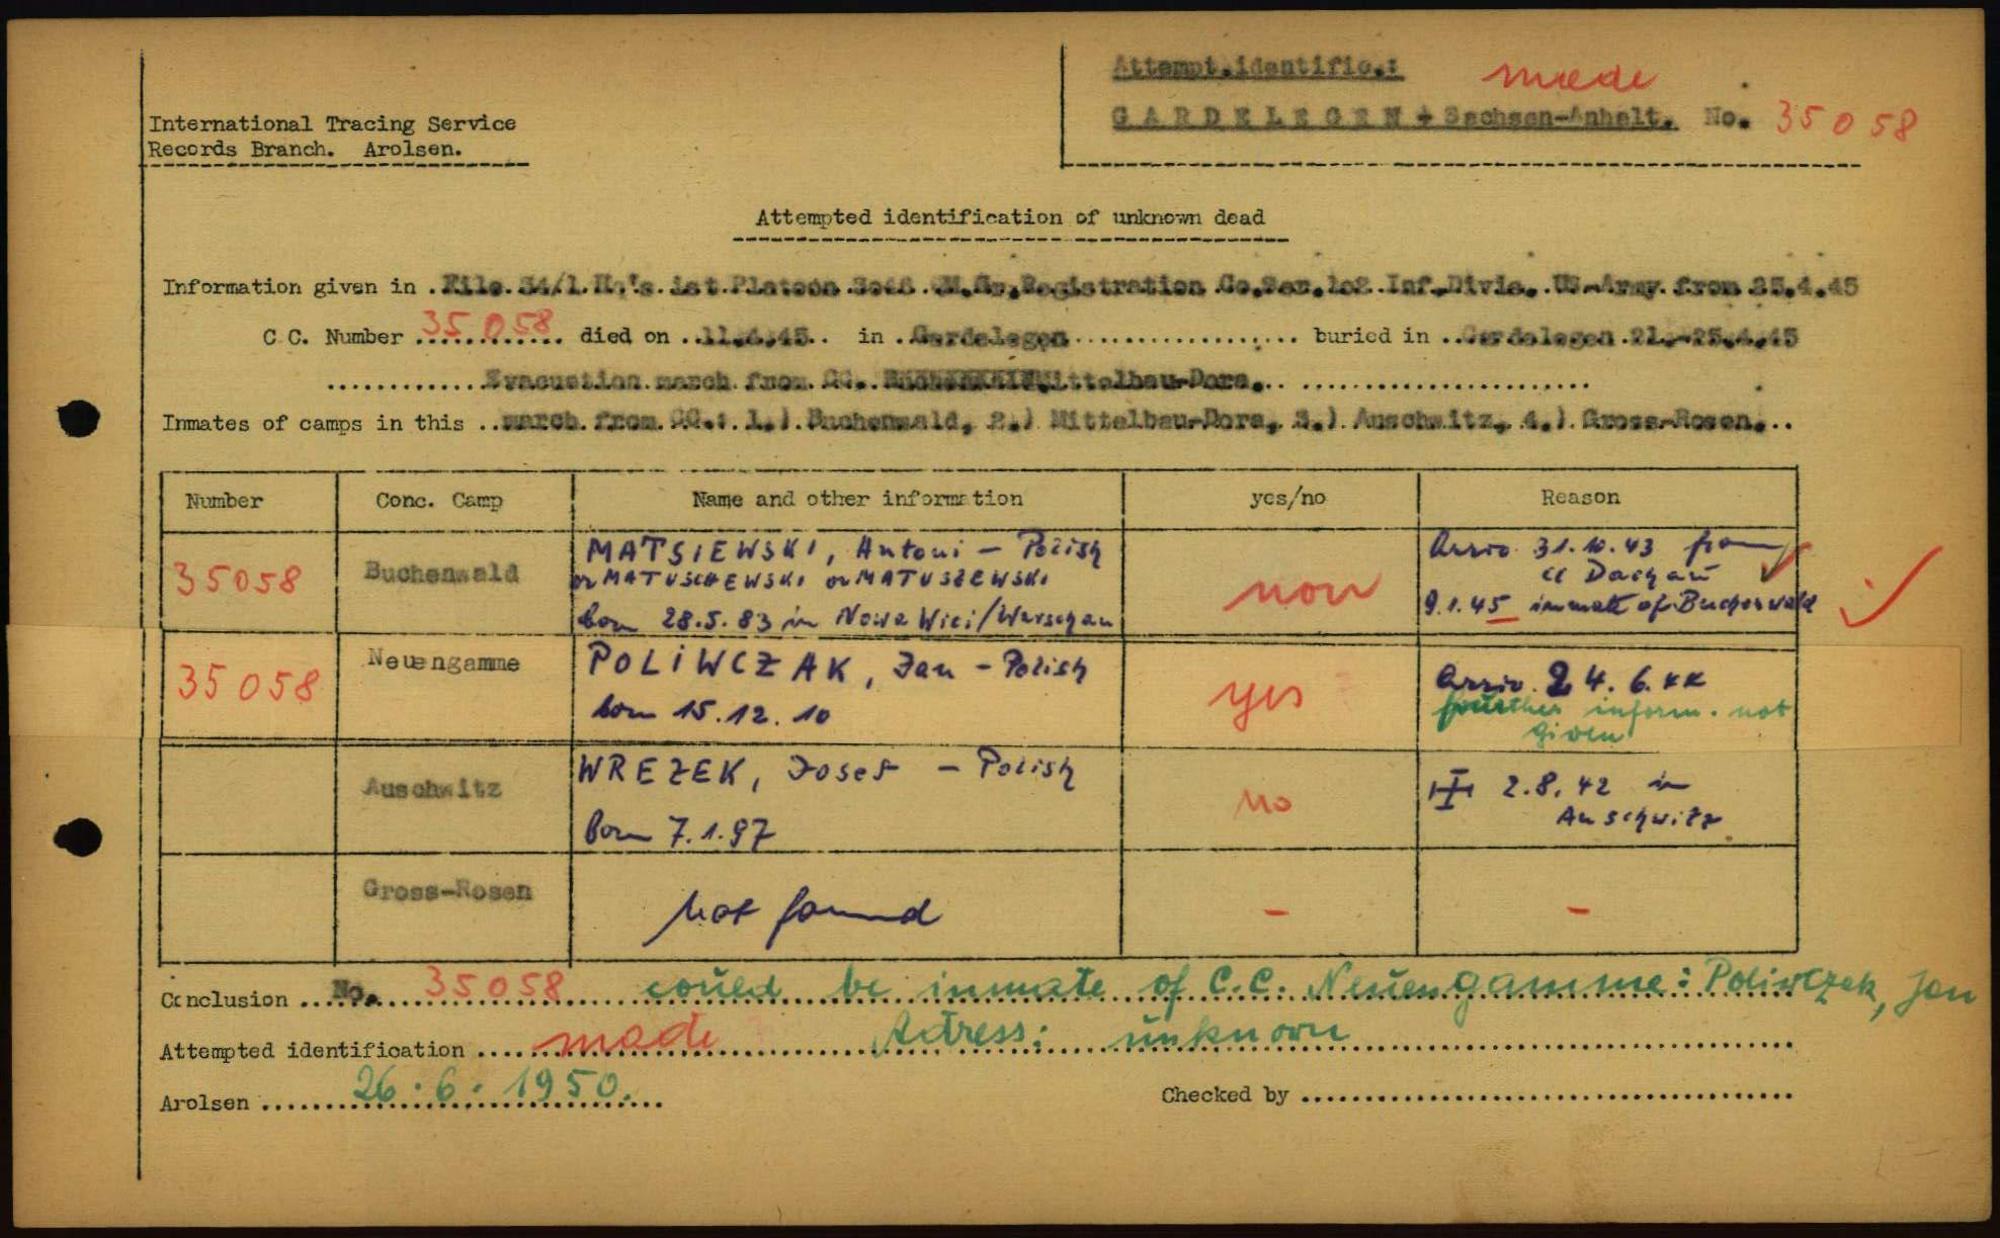 Attempt.identific.: made
GARDELEGEN + Sachsen-Anhalt. No. 35058
International Tracing Service
Records Branch. Arolsen.
Attempted identification of unknown dead
Information given in .File 34/1 Hq's 1st Platoon 3048 QM.Gr.Registration Co.Ser.102 Inf.Divis. US-Army from 25.4.45
C.C. Number 35058 died on ..11.4.45.. in .Gardelegen buried in ..Gardelegen 21.-25.4.45
Evacuation march from CC. Mittelbau-Dora.
Inmates of camps in this ..march from CC.: 1.) Buchenwald, 2.) Mittelbau-Dora, 3.) Auschwitz, 4.) Gross-Rosen...
Number Conc. Camp Name and other information yes/no Reason
35058 Buchenwald MATSIEWSKI, Antoni - Polish
or MATUSCHEWSKI or MATUSZEWSKI
born 28.5.83 in Nowa Wici/Warschau
non
Arriv. 31.10.43 from
CC Dachau
9.1.45 inmate of Buchenwald
35058 Neuengamme POLIWCZAK, Jan - Polish
born 15.12.10
yes
Arriv. 24.6.44
fourther inform. not
given
Auschwitz WREZEK, Josef - Polish
born 7.1.97
no
2.8.42 in
Auschwitz
Gross-Rosen not found - -
Conclusion ....No. 35058 could be inmate of C.C. Neuengamme: Poliwczek, Jan
Attempted identification .... made Adress: unknown
Arolsen 26.6.1950.
Checked by